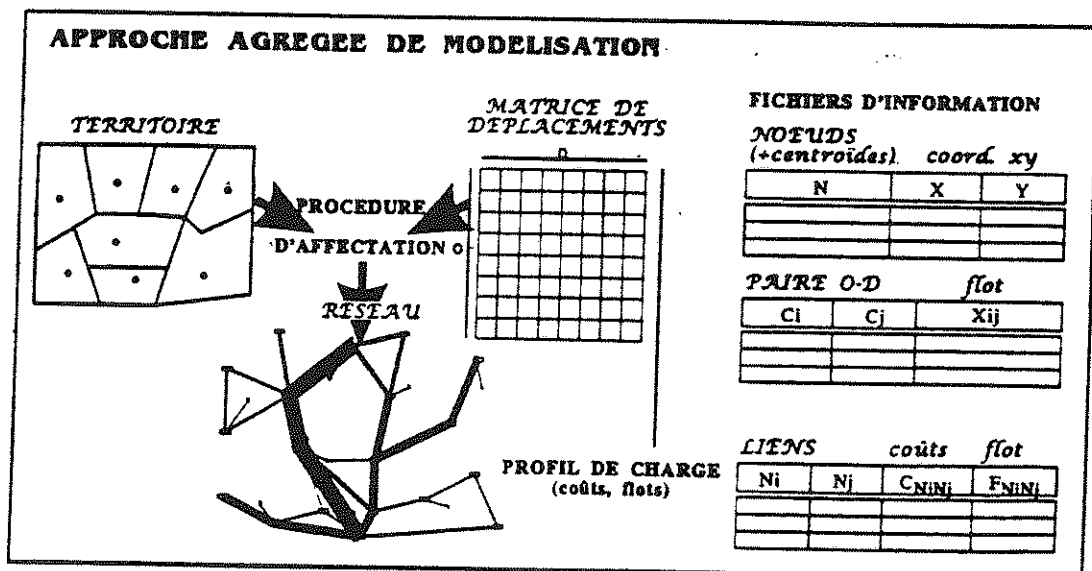 APPROCHE AGREGEE DE MODELISATION
TERRITOIRE
MATRICE DE
DEPLACEMENTS
D
PROCEDURE
D'AFFECTATION
O
RESEAU
PROFIL DE CHARGE
(coûts, flots)
FICHIERS D'INFORMATION
NOEUDS
(+centroïdes) coord. xy
N X Y
PAIRE O-D flot
Ci Cj Xij
LIENS coûts flot
Ni Nj CNiNj FNiNj